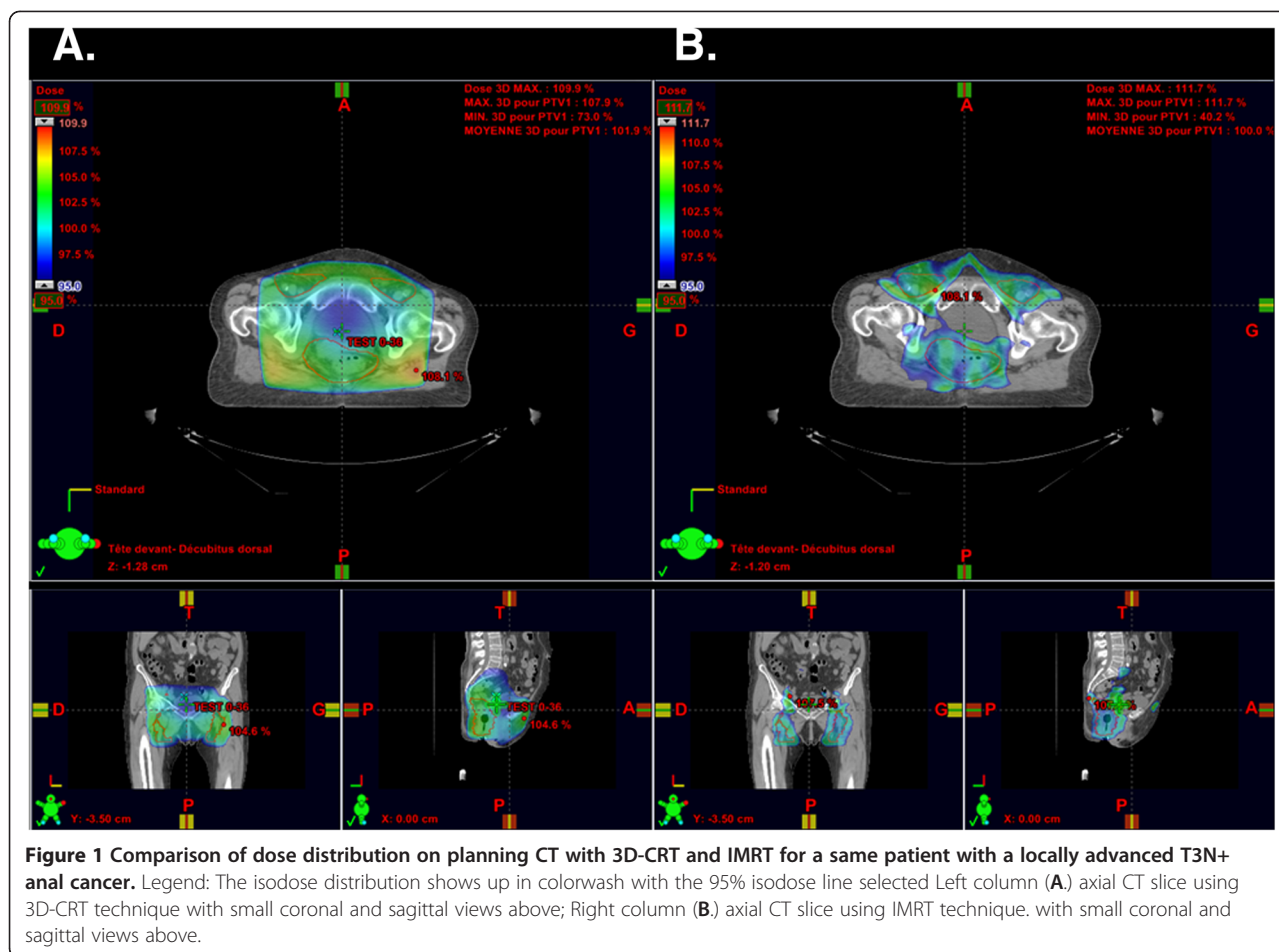 A.
B.
Dose
109.9 %
109.9
107.5 %
105.0 %
102.5 %
100.0 %
97.5 %
95.0
95.0 %
A
Dose 3D MAX. : 109.9 %
MAX. 3D pour PTV1 : 107.9 %
MIN. 3D pour PTV1 : 73.0 %
MOYENNE 3D pour PTV1 : 101.9 %
D
G
TEST 0-36
108.1 %
Standard
Tête devant- Décubitus dorsal
Z: -1.28 cm
P
Dose
111.7 %
111.7
110.0 %
107.5 %
105.0 %
102.5 %
100.0 %
97.5 %
95.0
95.0 %
A
Dose 3D MAX. : 111.7 %
MAX. 3D pour PTV1 : 111.7 %
MIN. 3D pour PTV1 : 40.2 %
MOYENNE 3D pour PTV1 : 100.0 %
108.1 %
D
G
Standard
Tête devant- Décubitus dorsal
Z: -1.20 cm
P
T
D
G
TEST 0-36
104.6 %
P
Y: -3.50 cm
T
P
A
TEST 0-36
104.6 %
P
X: 0.00 cm
T
D
G
P
Y: -3.50 cm
T
P
A
P
X: 0.00 cm
Figure 1 Comparison of dose distribution on planning CT with 3D-CRT and IMRT for a same patient with a locally advanced T3N+
anal cancer. Legend: The isodose distribution shows up in colorwash with the 95% isodose line selected Left column (A.) axial CT slice using
3D-CRT technique with small coronal and sagittal views above; Right column (B.) axial CT slice using IMRT technique. with small coronal and
sagittal views above.